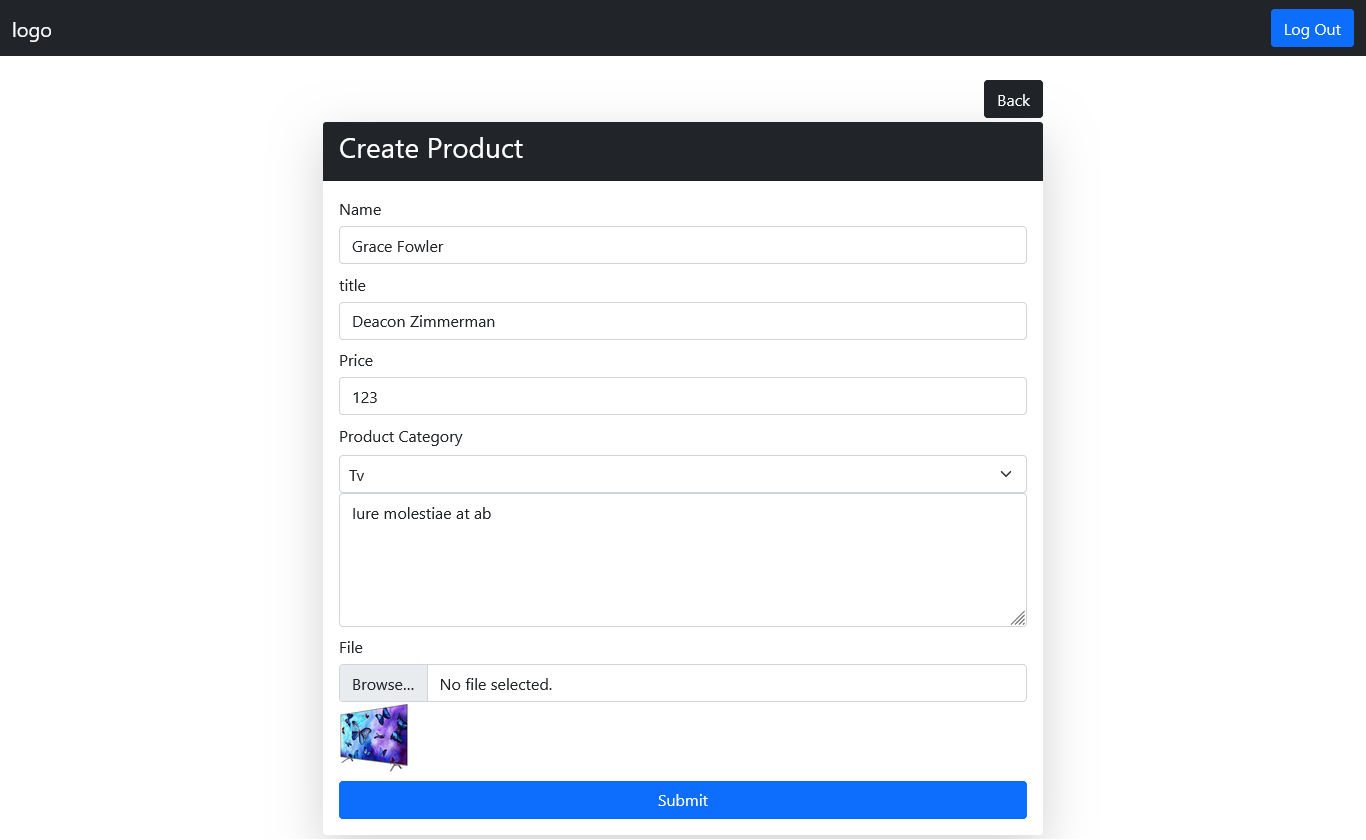 logo
Log Out
Back
Create Product
Name
Grace Fowler
title
Deacon Zimmerman
Price
123
Product Category
Tv
Iure molestiae at ab
File
Browse... No file selected.
Submit